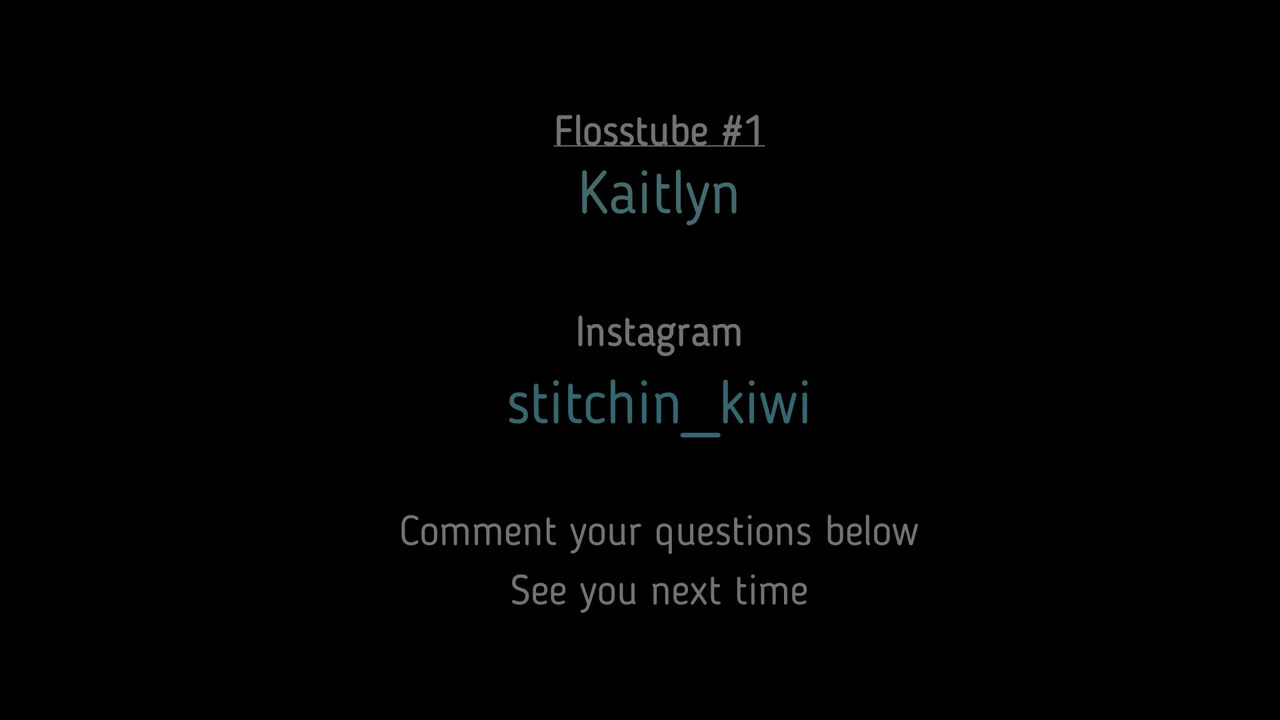 Flosstube #1
Kaitlyn
Instagram
stitchin_kiwi
Comment your questions below
See you next time